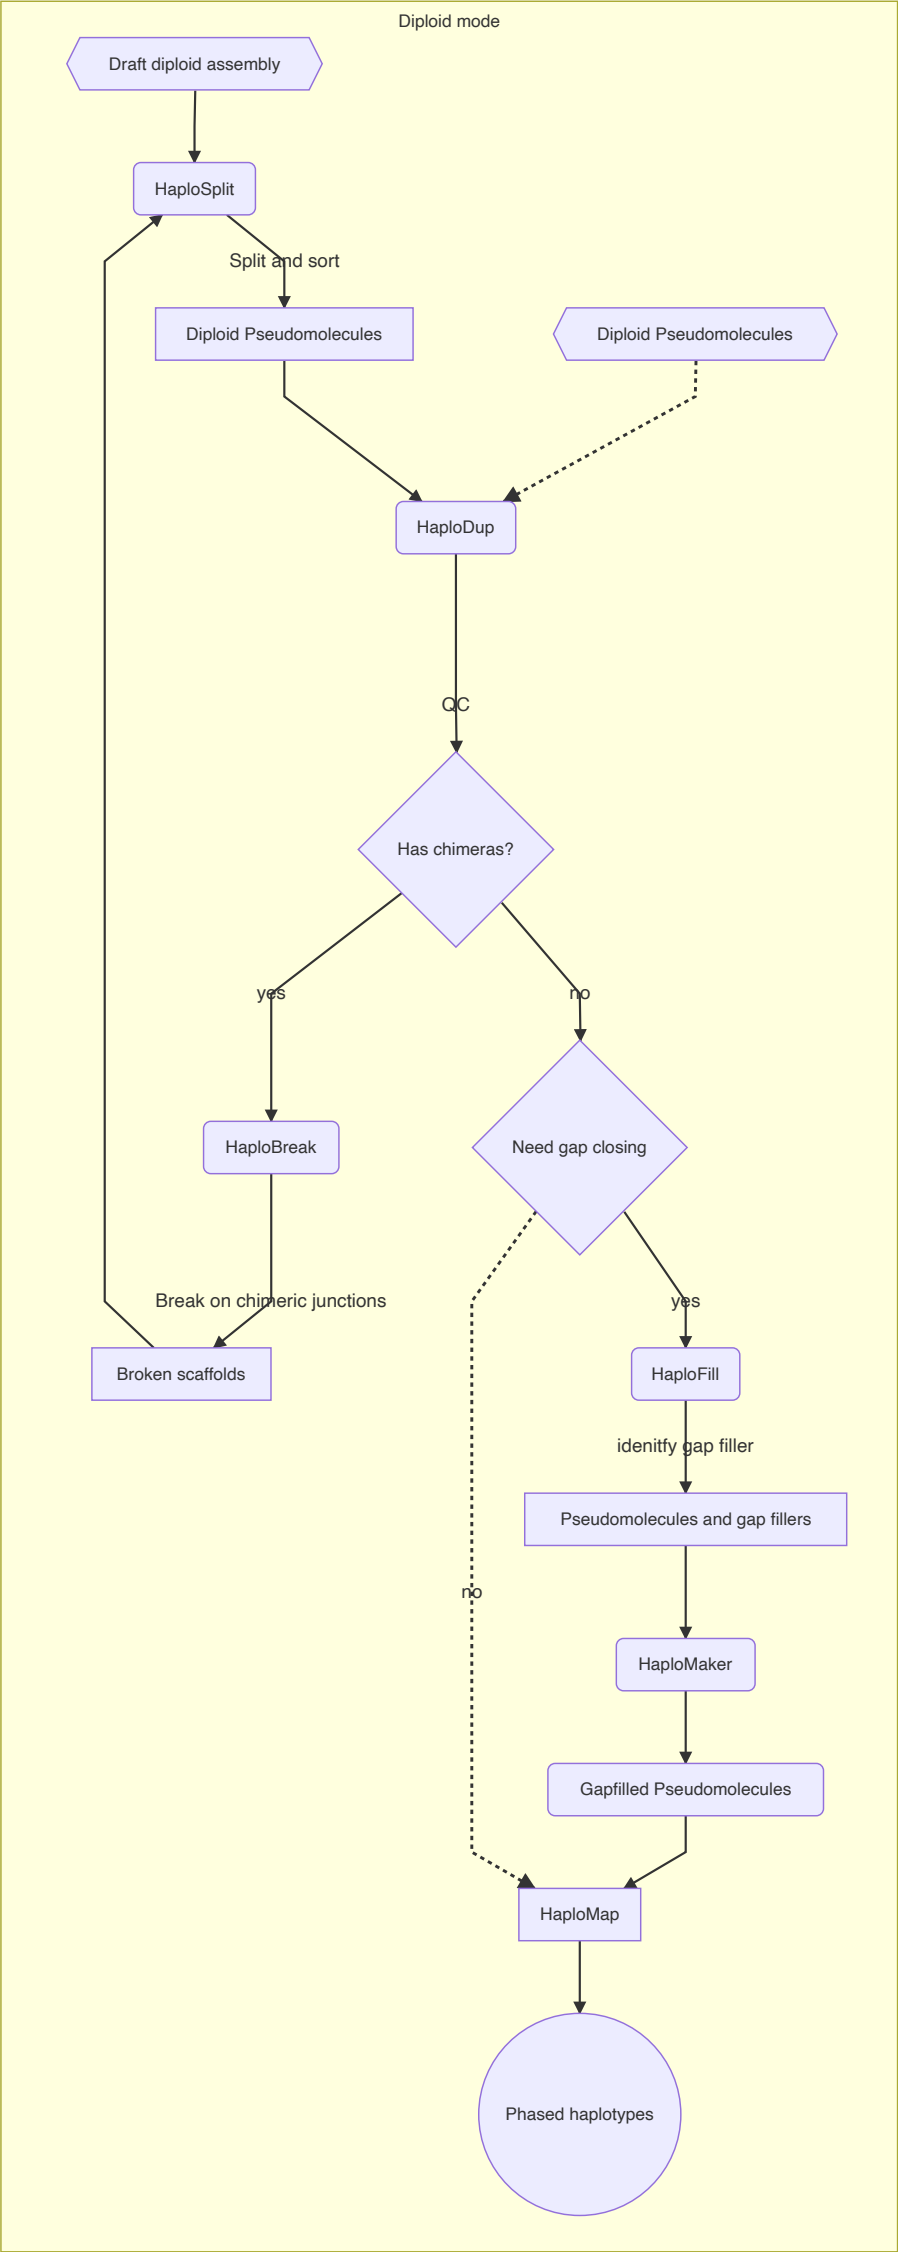 Diploid mode
Draft diploid assembly
HaploSplit
Split and sort
Diploid Pseudomolecules
Diploid Pseudomolecules
HaploDup
QC
Has chimeras?
yes
no
HaploBreak
Need gap closing
Break on chimeric junctions
yes
Broken scaffolds
HaploFill
idenitfy gap filler
Pseudomolecules and gap fillers
no
HaploMaker
Gapfilled Pseudomolecules
HaploMap
Phased haplotypes